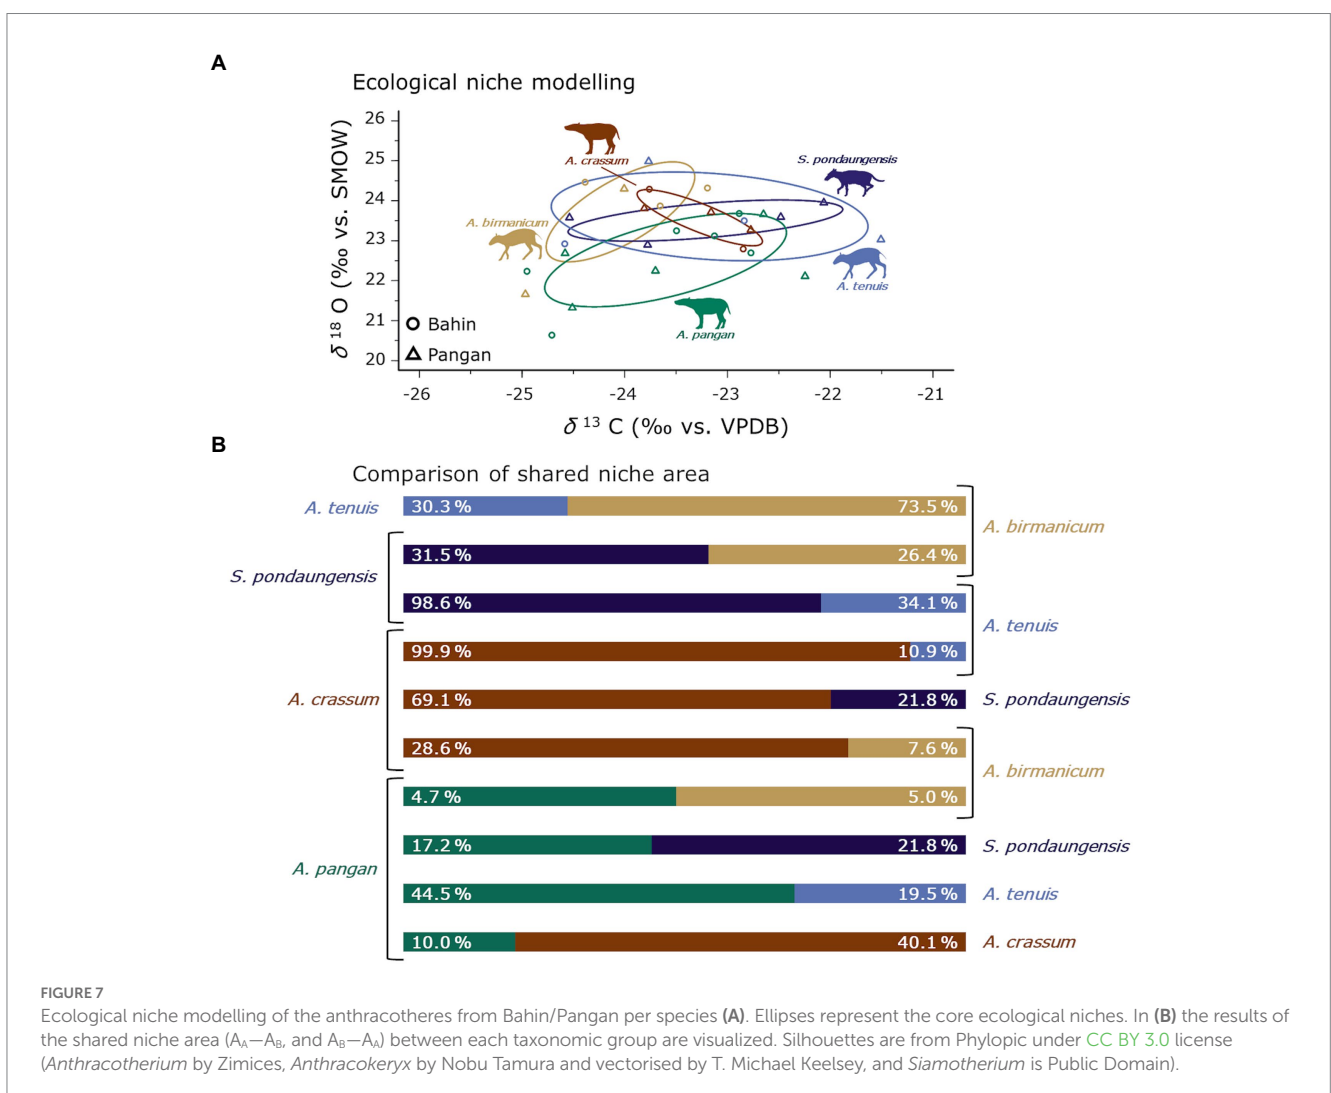 A
Ecological niche modelling
26
25
24
23
22
21
20
δ 18 O (‰ vs. SMOW)
A. crassum
S. pondaungensis
A. birmanicum
A. tenuis
A. pangan
Bahin
Pangan
-26 -25 -24 -23 -22 -21
δ 13 C (‰ vs. VPDB)
B
Comparison of shared niche area
A. tenuis 30.3 % 73.5 %
A. birmanicum
31.5 % 26.4 %
S. pondaungensis
98.6 % 34.1 %
A. tenuis
99.9 % 10.9 %
A. crassum 69.1 % 21.8 % S. pondaungensis
28.6 % 7.6 %
A. birmanicum
4.7 % 5.0 %
17.2 % 21.8 % S. pondaungensis
A. pangan
44.5 % 19.5 % A. tenuis
10.0 % 40.1 % A. crassum
FIGURE 7
Ecological niche modelling of the anthracotheres from Bahin/Pangan per species (A). Ellipses represent the core ecological niches. In (B) the results of
the shared niche area (AA—AB, and AB—AA) between each taxonomic group are visualized. Silhouettes are from Phylopic under CC BY 3.0 license
(Anthracotherium by Zimices, Anthracokeryx by Nobu Tamura and vectorised by T. Michael Keelsey, and Siamotherium is Public Domain).